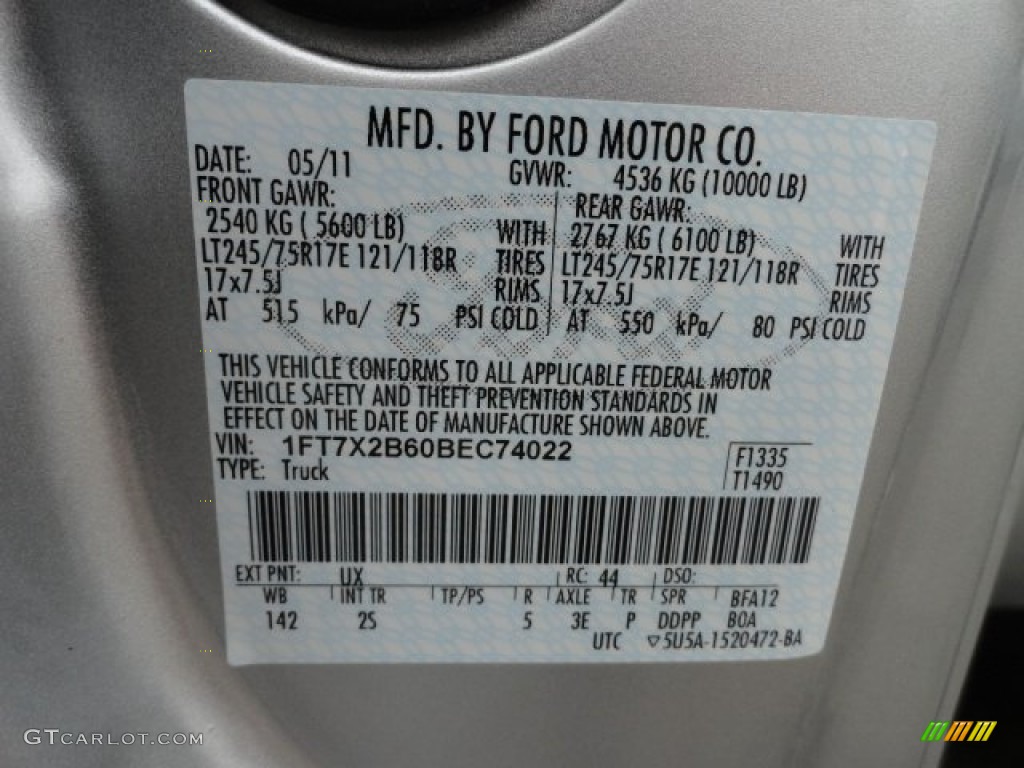 MFD. BY FORD MOTOR CO.
DATE: 05/11 GVWR: 4536 KG (10000 LB)
FRONT GAWR: REAR GAWR:
2540 KG ( 5600 LB) WITH 2767 KG ( 6100 LB) WITH
LT245/75R17E 121/118R TIRES LT245/75R17E 121/118R TIRES
17x7.5J RIMS 17x7.5J RIMS
AT 515 kPa/ 75 PSI COLD AT 550 kPa/ 80 PSI COLD
THIS VEHICLE CONFORMS TO ALL APPLICABLE FEDERAL MOTOR
VEHICLE SAFETY AND THEFT PREVENTION STANDARDS IN
EFFECT ON THE DATE OF MANUFACTURE SHOWN ABOVE.
VIN: 1FT7X2B60BEC74022
TYPE: Truck
F1335
T1490
EXT PNT: UX RC: 44 DSO:
WB INT TR TP/PS R AXLE TR SPR BFA12
142 2S 5 3E P DDPP BOA
UTC ▽5U5A-1520472-BA
GTCARLOT.COM